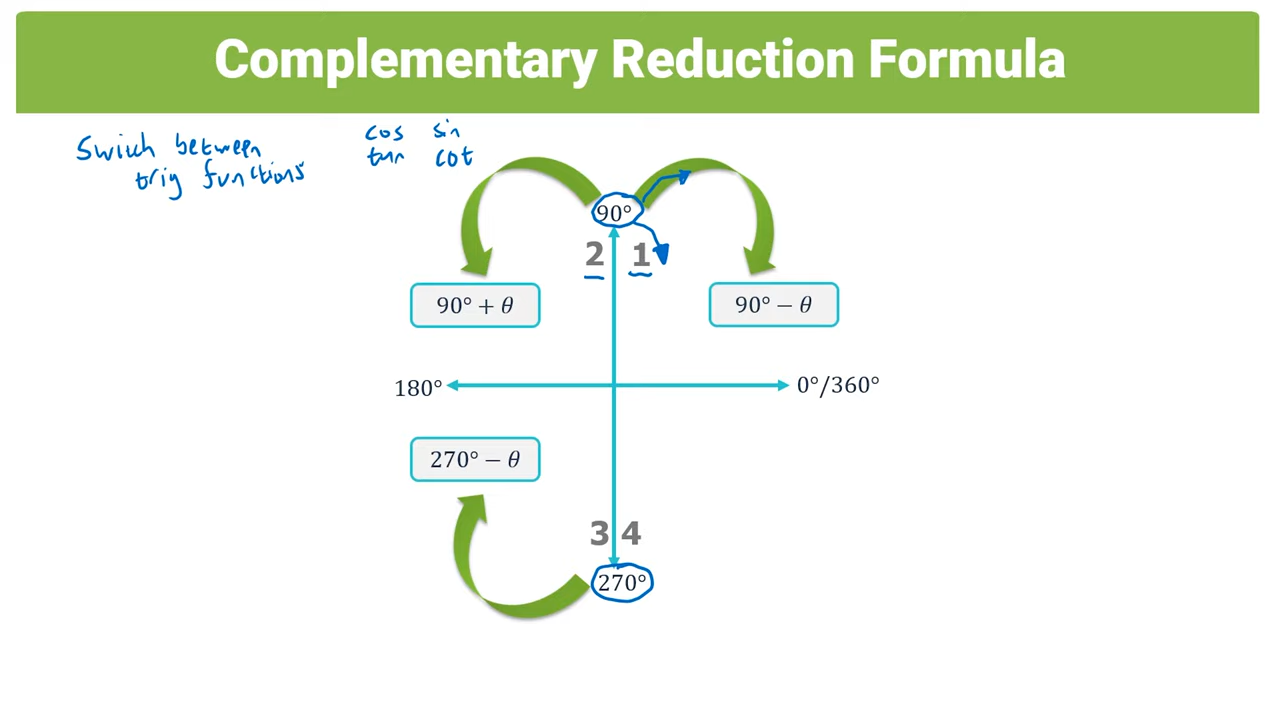 Complementary Reduction Formula
Swich between
trig functions
cos sin
tan cot
90°
2 1
90° + θ
90° − θ
180°
0°/360°
270° − θ
3 4
270°